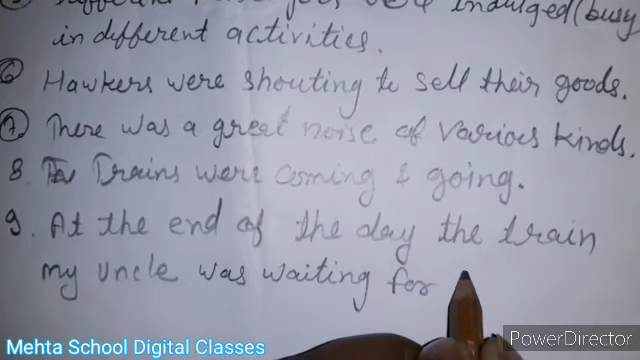 indulged (busy
in different activities.
6 Hawkers were shouting to sell their goods.
7. There was a great noise of various kinds.
8. Trains were coming & going.
9. At the end of the day the train
my uncle was waiting for
Mehta School Digital Classes
PowerDirector